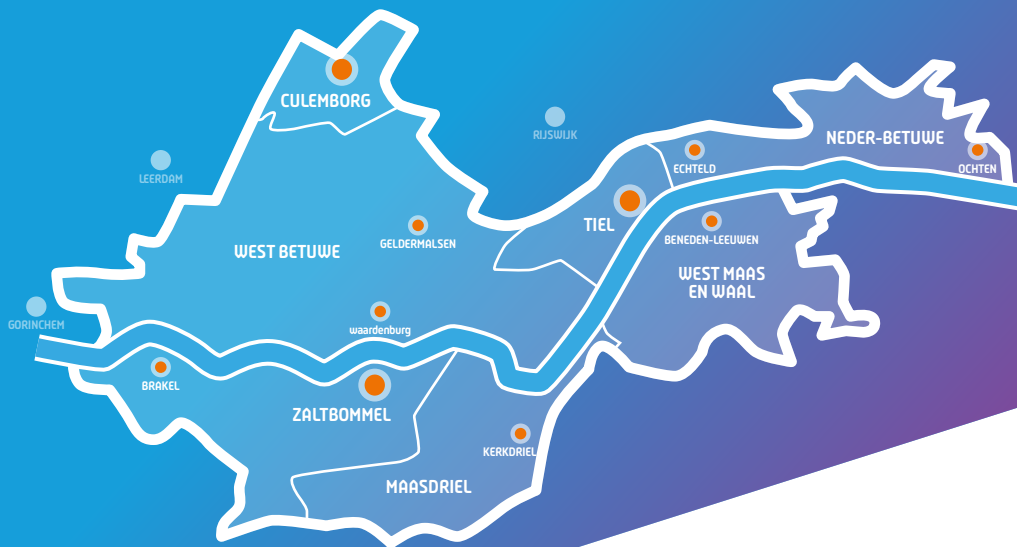 CULEMBORG
RIJSWIJK
NEDER-BETUWE
LEERDAM
ECHTELD
OCHTEN
TIEL
GELDERMALSEN
BENEDEN-LEEUWEN
WEST BETUWE
WEST MAAS
EN WAAL
GORINCHEM
waardenburg
BRAKEL
ZALTBOMMEL
KERKDRIEL
MAASDRIEL